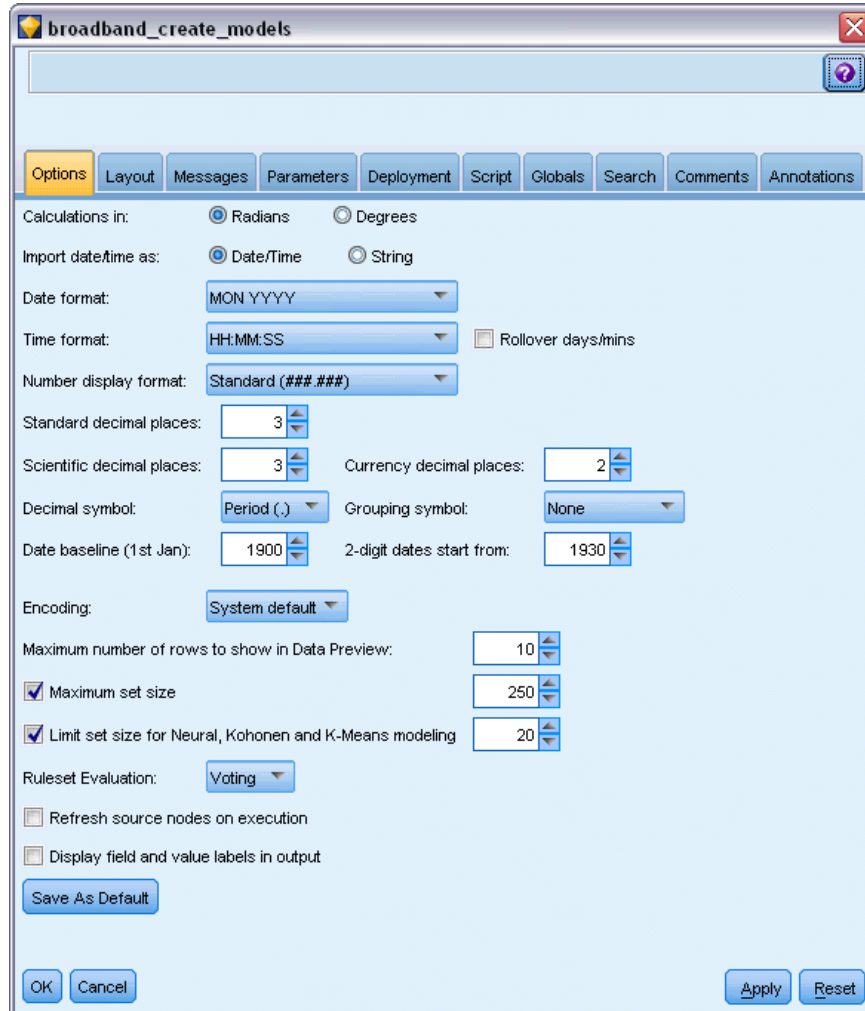 broadband_create_models
Options Layout Messages Parameters Deployment Script Globals Search Comments Annotations
Calculations in: Radians Degrees
Import date/time as: Date/Time String
Date format: MON YYYY
Time format: HH:MM:SS Rollover days/mins
Number display format: Standard (###.###)
Standard decimal places: 3
Scientific decimal places: 3 Currency decimal places: 2
Decimal symbol: Period (.) Grouping symbol: None
Date baseline (1st Jan): 1900 2-digit dates start from: 1930
Encoding: System default
Maximum number of rows to show in Data Preview: 10
Maximum set size 250
Limit set size for Neural, Kohonen and K-Means modeling 20
Ruleset Evaluation: Voting
Refresh source nodes on execution
Display field and value labels in output
Save As Default
OK Cancel Apply Reset